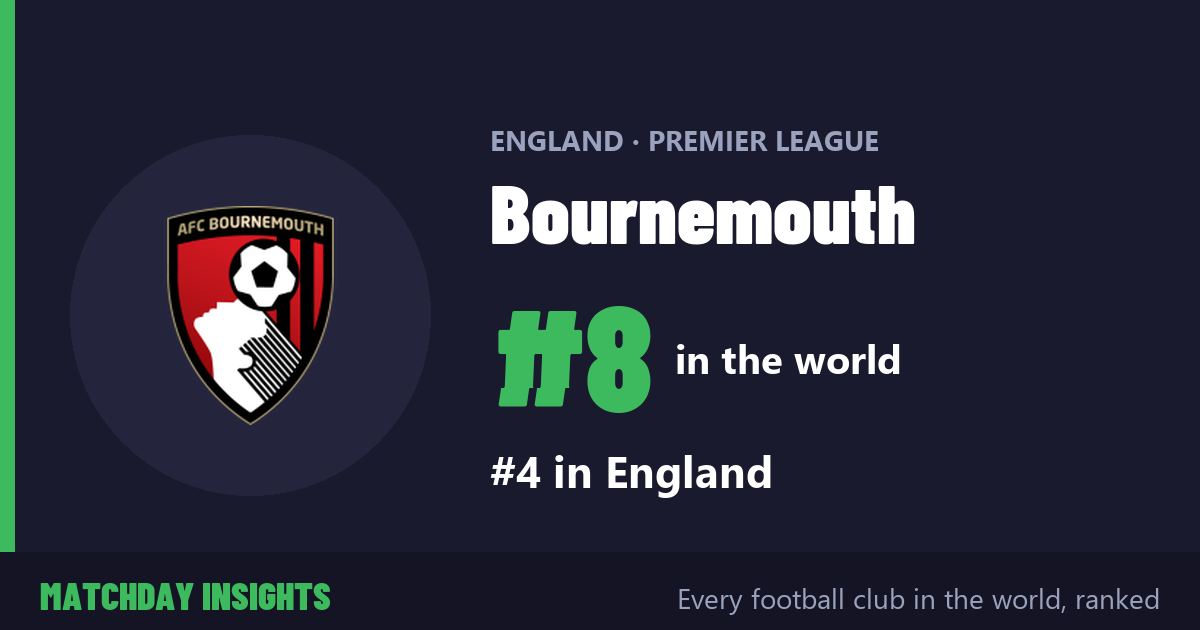 ENGLAND · PREMIER LEAGUE
Bournemouth
AFC BOURNEMOUTH
#8 in the world
#4 in England
MATCHDAY INSIGHTS
Every football club in the world, ranked